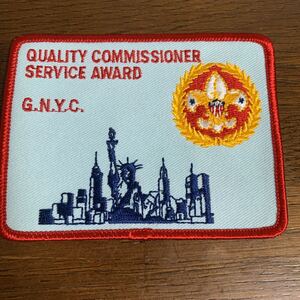 QUALITY COMMISSIONER
SERVICE AWARD
G.N.Y.C.